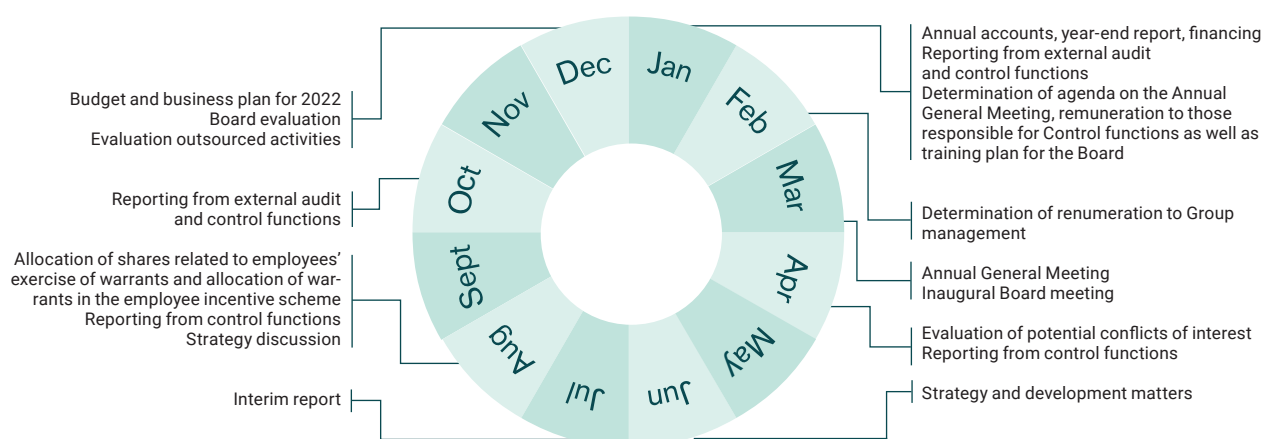 Dec
Jan
Feb
Mar
Apr
May
Jun
Jul
Aug
Sept
Oct
Nov
Annual accounts, year-end report, financing
Reporting from external audit
and control functions
Determination of agenda on the Annual
General Meeting, remuneration to those
responsible for Control functions as well as
training plan for the Board
Determination of renumeration to Group
management
Annual General Meeting
Inaugural Board meeting
Evaluation of potential conflicts of interest
Reporting from control functions
Strategy and development matters
Interim report
Allocation of shares related to employees’
exercise of warrants and allocation of war-
rants in the employee incentive scheme
Reporting from control functions
Strategy discussion
Reporting from external audit
and control functions
Budget and business plan for 2022
Board evaluation
Evaluation outsourced activities